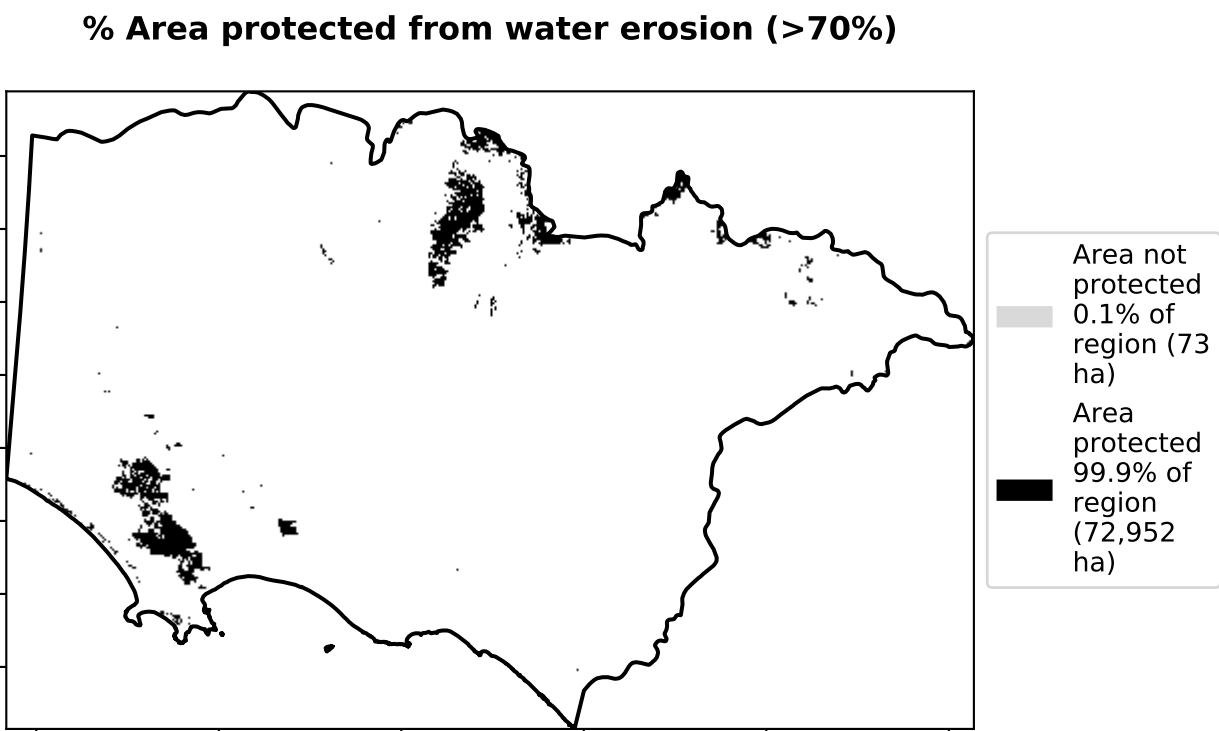 % Area protected from water erosion (>70%)
Area not
protected
0.1% of
region (73
ha)
Area
protected
99.9% of
region
(72,952
ha)